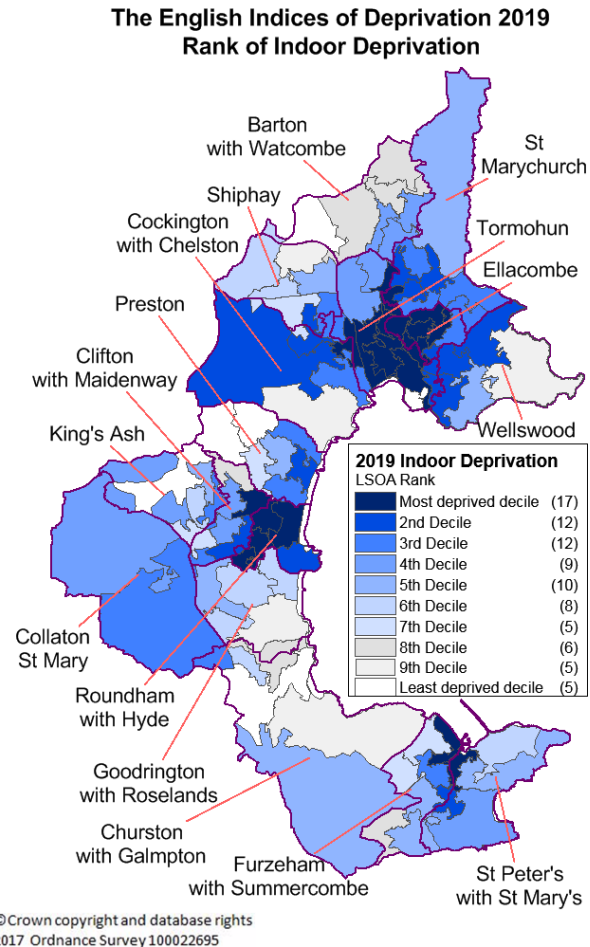 The English Indices of Deprivation 2019
Rank of Indoor Deprivation
Barton
with Watcombe
St
Marychurch
Shiphay
Cockington
with Chelston
Tormohun
Ellacombe
Preston
Clifton
with Maidenway
King's Ash
Wellswood
2019 Indoor Deprivation
LSOA Rank
Most deprived decile (17)
2nd Decile (12)
3rd Decile (12)
4th Decile (9)
5th Decile (10)
6th Decile (8)
7th Decile (5)
8th Decile (6)
9th Decile (5)
Least deprived decile (5)
Collaton
St Mary
Roundham
with Hyde
Goodrington
with Roselands
Churston
with Galmpton
Furzeham
with Summercombe
St Peter's
with St Mary's
©Crown copyright and database rights
2017 Ordnance Survey 100022695